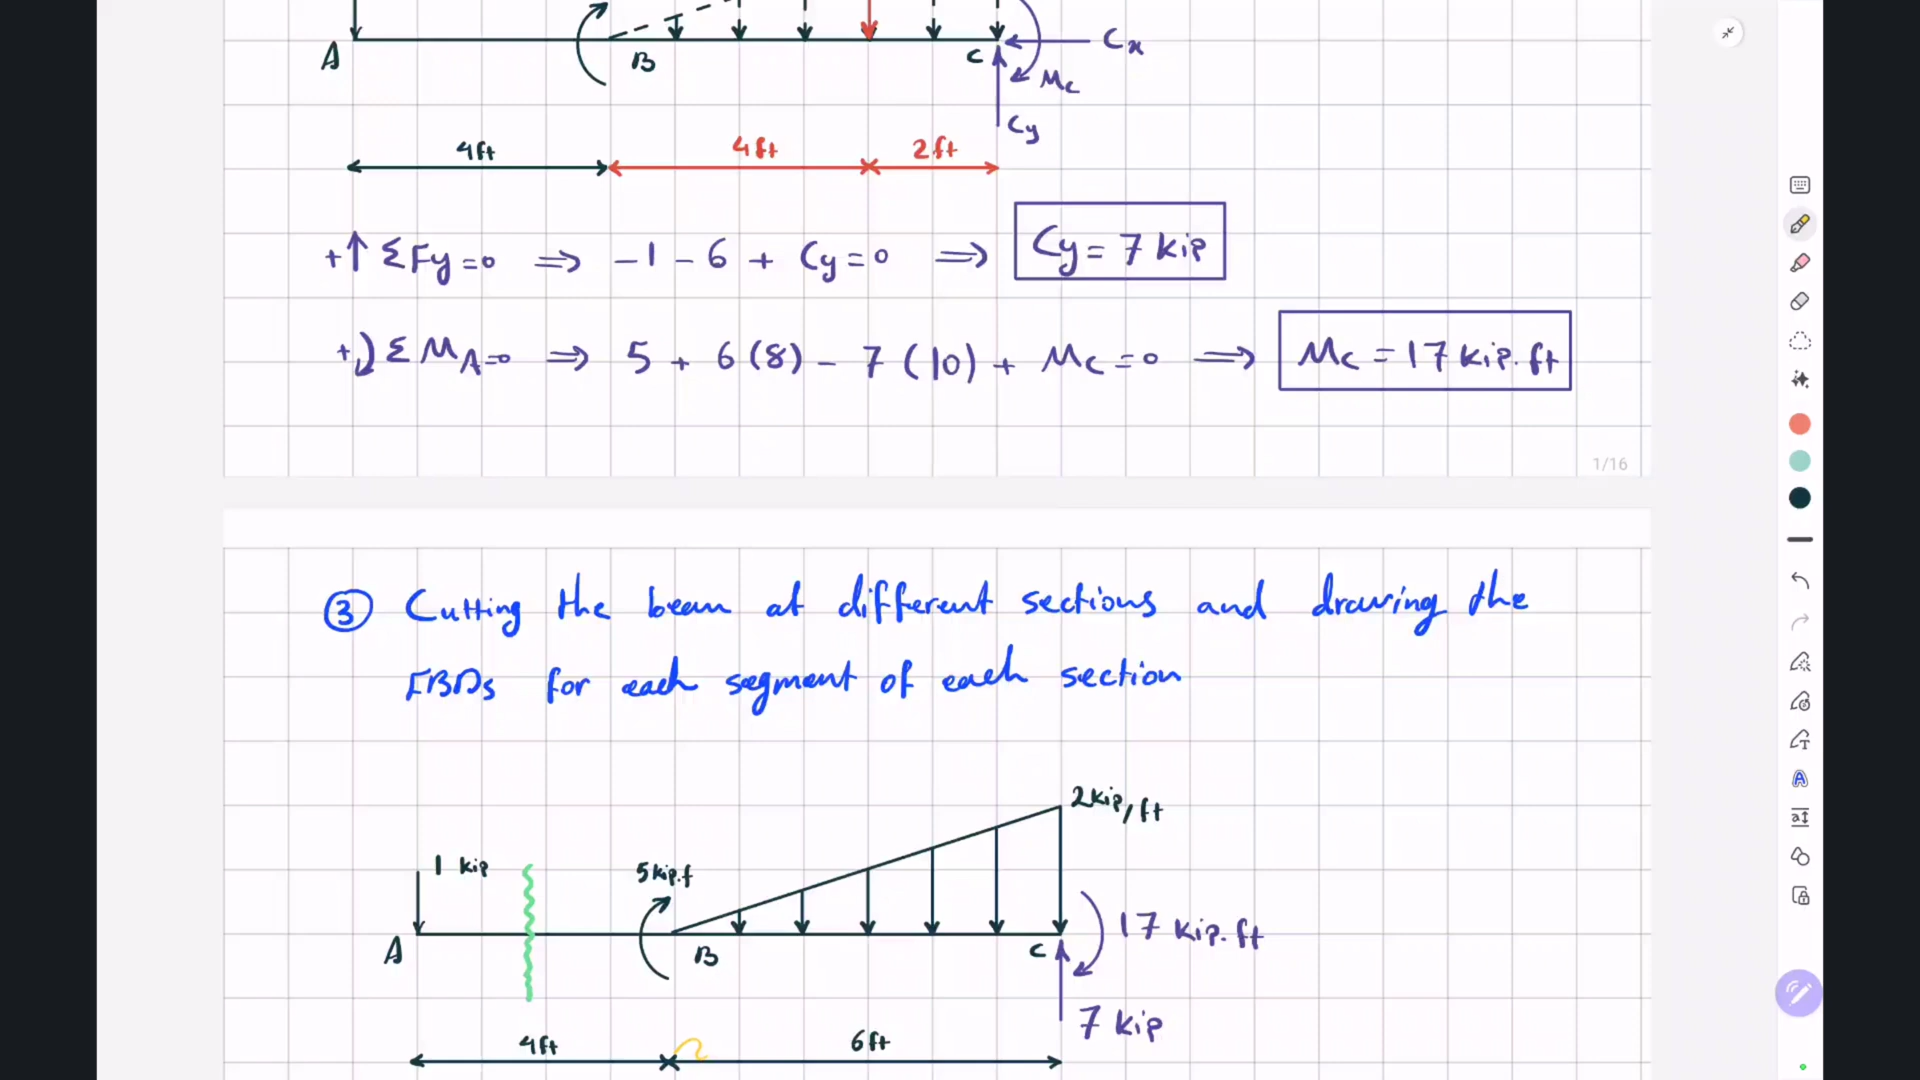 A
B
C
Cx
Mc
Cy
4ft
4ft
2ft
+↑ ΣFy=0 ⟹ -1 - 6 + Cy=0 ⟹ Cy= 7 kip
+⤵ ΣMA=0 ⟹ 5 + 6(8) - 7(10) + Mc=0 ⟹ Mc = 17 kip.ft
1/16
③ Cutting the beam at different sections and drawing the
FBDs for each segment of each section
2kip/ft
1 kip
5kip.f
A
B
C
17 kip.ft
7 kip
4ft
6ft